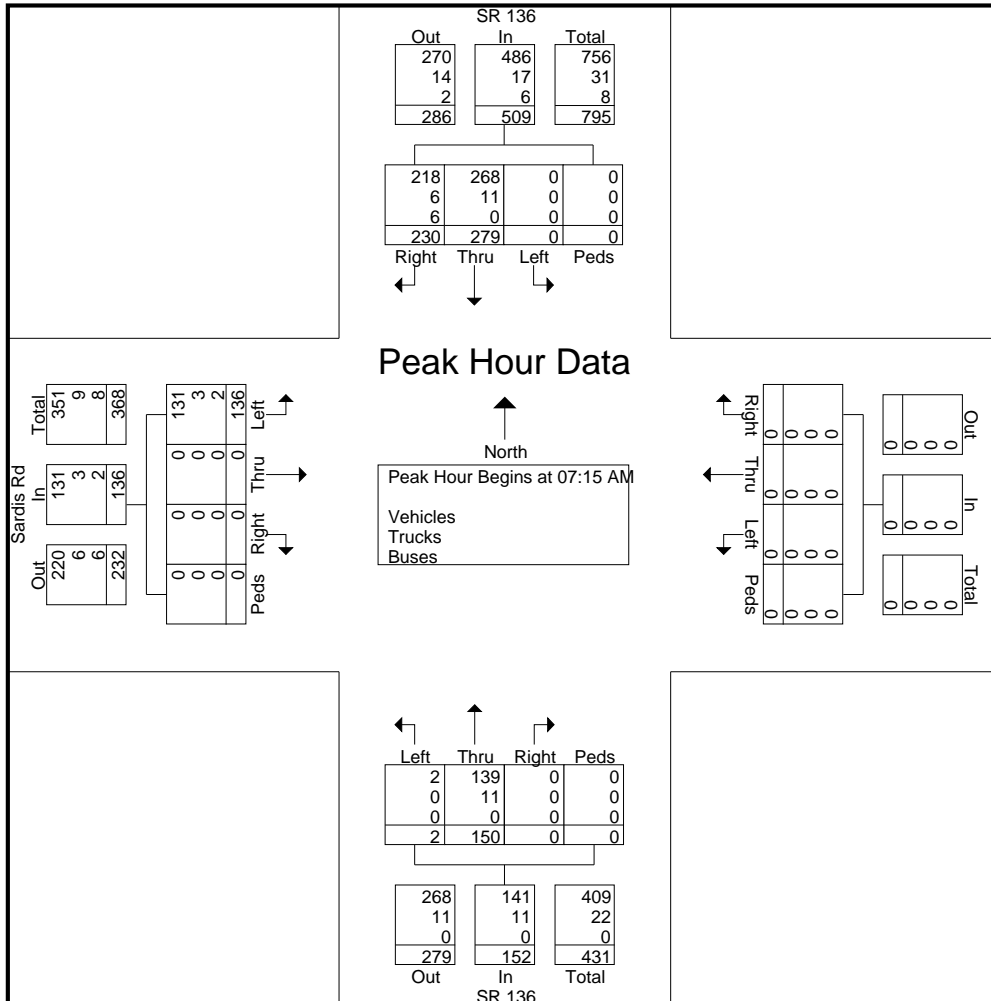 SR 136
Out In Total
270 486 756
14 17 31
2 6 8
286 509 795
218 268 0 0
6 11 0 0
6 0 0 0
230 279 0 0
Right Thru Left Peds
Peak Hour Data
North
Peak Hour Begins at 07:15 AM
Vehicles
Trucks
Buses
Sardis Rd
Total In Out
351 131 220
9 3 6
8 2 6
368 136 232
131 0 0 0
3 0 0 0
2 0 0 0
136 0 0 0
Left Thru Right Peds
Right Thru Left Peds
0 0 0 0
0 0 0 0
0 0 0 0
0 0 0 0
Out In Total
0 0 0
0 0 0
0 0 0
0 0 0
Left Thru Right Peds
2 139 0 0
0 11 0 0
0 0 0 0
2 150 0 0
268 141 409
11 11 22
0 0 0
279 152 431
Out In Total
SR 136